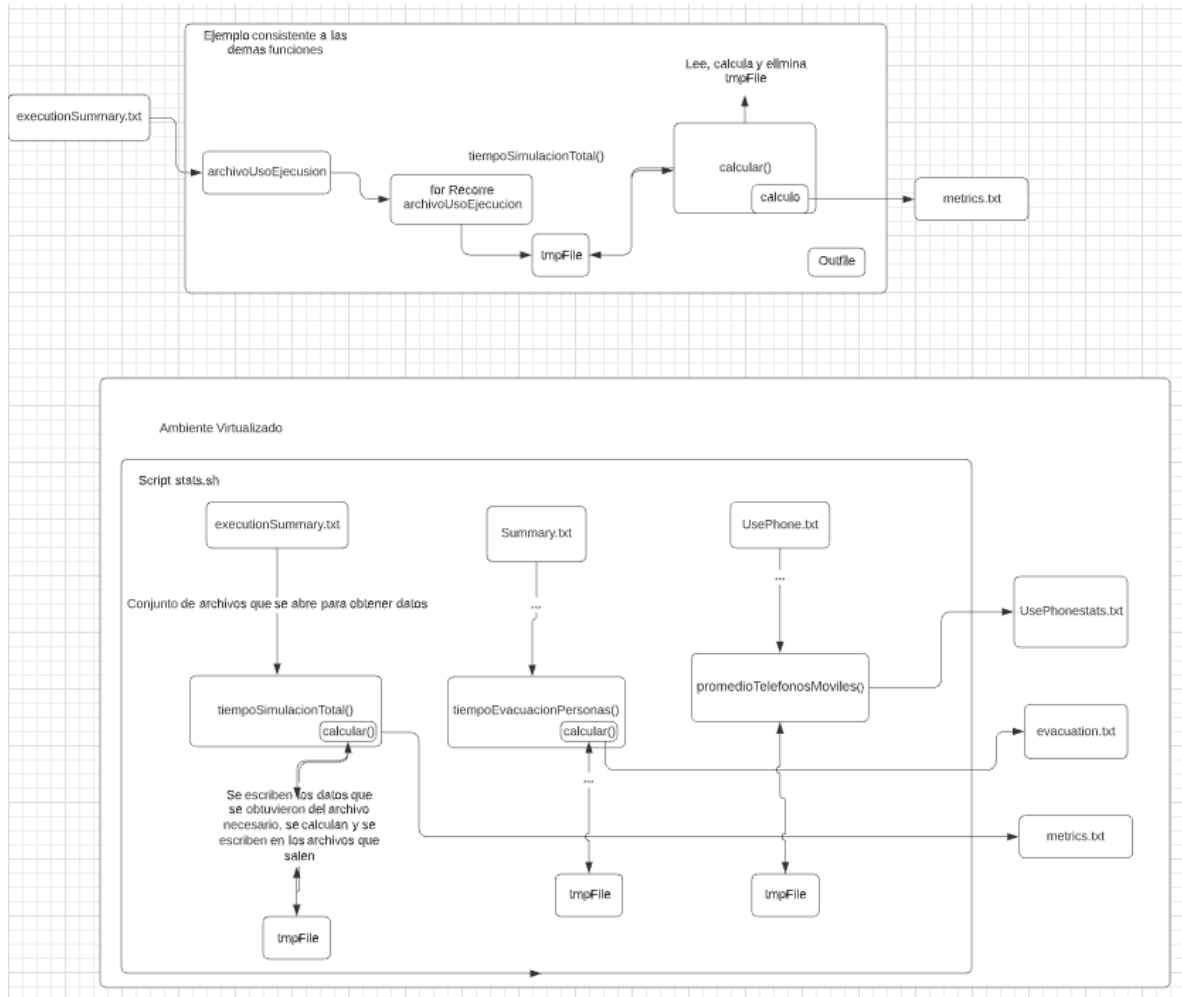 Ejemplo consistente a las
demas funciones
Lee, calcula y elimina
tmpFile
executionSummary.txt
tiempoSimulacionTotal()
archivoUsoEjecusion
calcular()
for Recorre
archivoUsoEjecucion
calculo
metrics.txt
tmpFile
Outfile
Ambiente Virtualizado
Script stats.sh
executionSummary.txt
Summary.txt
UsePhone.txt
...
Conjunto de archivos que se abre para obtener datos
...
UsePhonestats.txt
promedioTelefonosMoviles()
tiempoSimulacionTotal()
tiempoEvacuacionPersonas()
calcular()
calcular()
evacuation.txt
...
Se escriben los datos que
se obtuvieron del archivo
necesario, se calculan y se
escriben en los archivos que
salen
metrics.txt
tmpFile
tmpFile
tmpFile